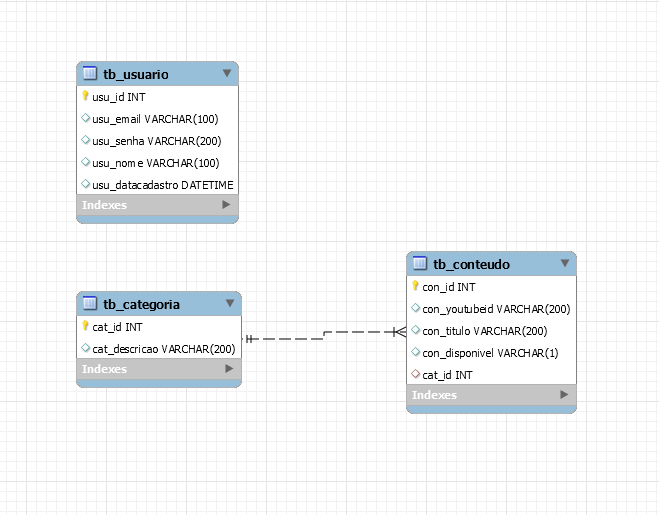 tb_usuario
usu_id INT
usu_email VARCHAR(100)
usu_senha VARCHAR(200)
usu_nome VARCHAR(100)
usu_datacadastro DATETIME
Indexes
tb_categoria
cat_id INT
cat_descricao VARCHAR(200)
Indexes
tb_conteudo
con_id INT
con_youtubeid VARCHAR(200)
con_titulo VARCHAR(200)
con_disponivel VARCHAR(1)
cat_id INT
Indexes